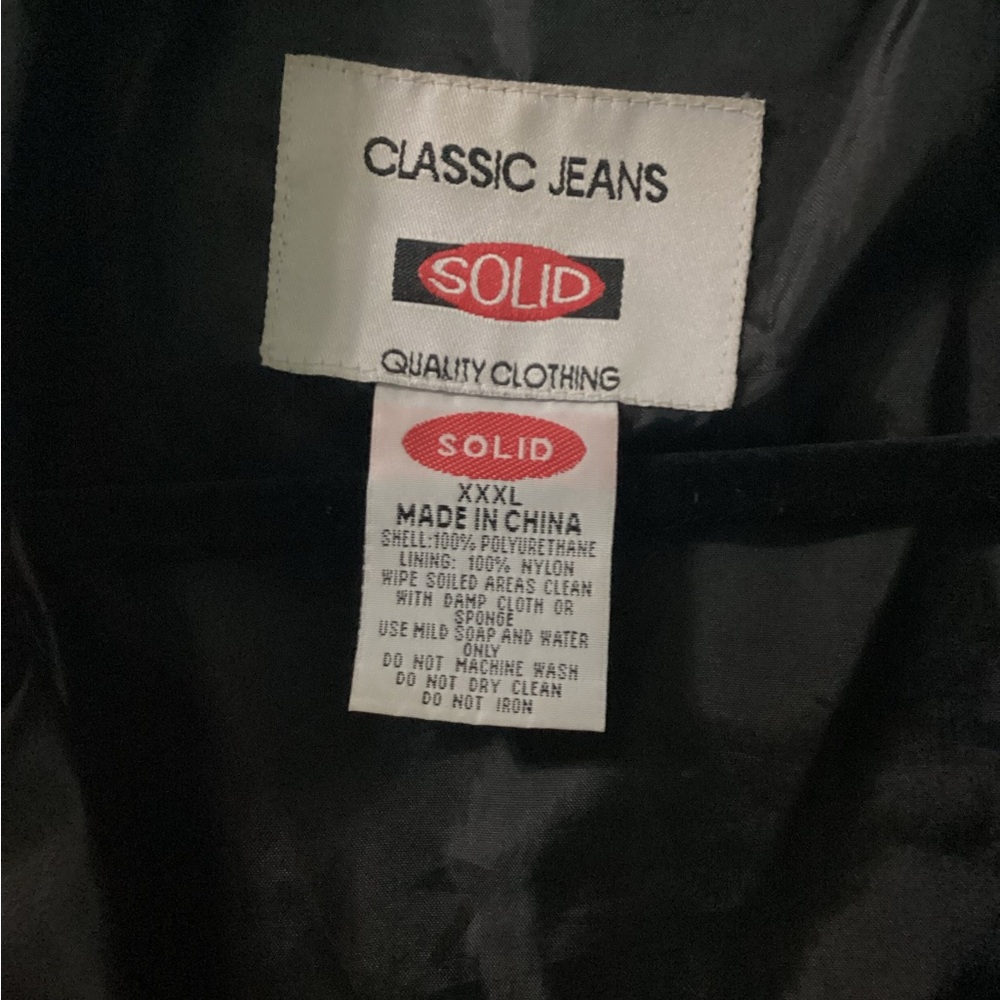 CLASSIC JEANS
SOLID
QUALITY CLOTHING
SOLID
XXXL
MADE IN CHINA
SHELL:100% POLYURETHANE
LINING: 100% NYLON
WIPE SOILED AREAS CLEAN
WITH DAMP CLOTH OR
SPONGE
USE MILD SOAP AND WATER
ONLY
DO NOT MACHINE WASH
DO NOT DRY CLEAN
DO NOT IRON